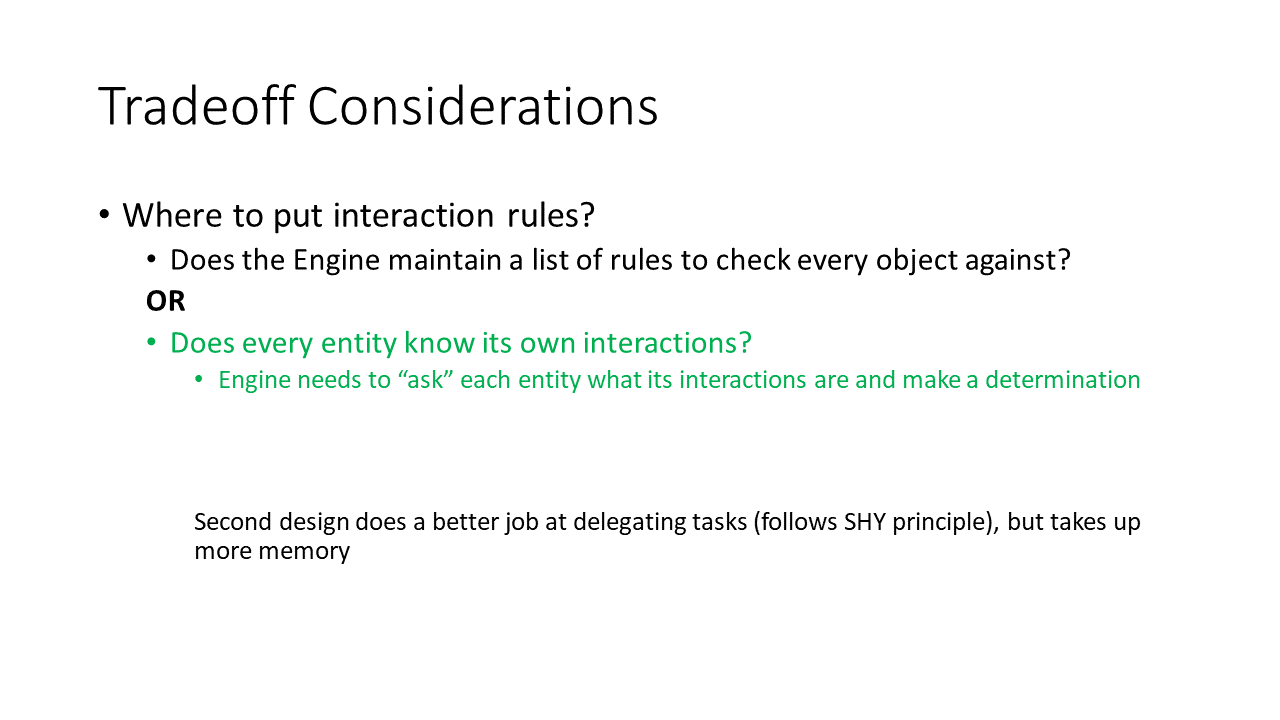 Tradeoff Considerations
• Where to put interaction rules?
• Does the Engine maintain a list of rules to check every object against?
OR
• Does every entity know its own interactions?
• Engine needs to “ask” each entity what its interactions are and make a determination
Second design does a better job at delegating tasks (follows SHY principle), but takes up
more memory